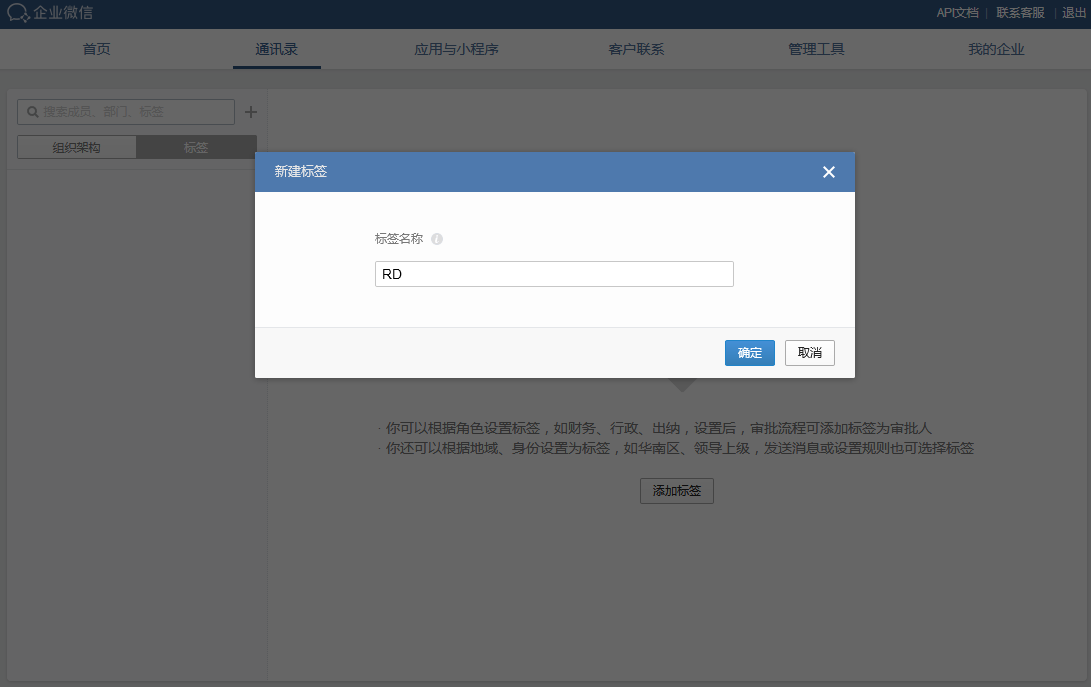 企业微信
API文档 | 联系客服 | 退出
首页 通讯录 应用与小程序 客户联系 管理工具 我的企业
搜索成员、部门、标签
组织架构 标签
新建标签
标签名称
RD
确定 取消
· 你可以根据角色设置标签，如财务、行政、出纳，设置后，审批流程可添加标签为审批人
· 你还可以根据地域、身份设置为标签，如华南区、领导上级，发送消息或设置规则也可选择标签
添加标签